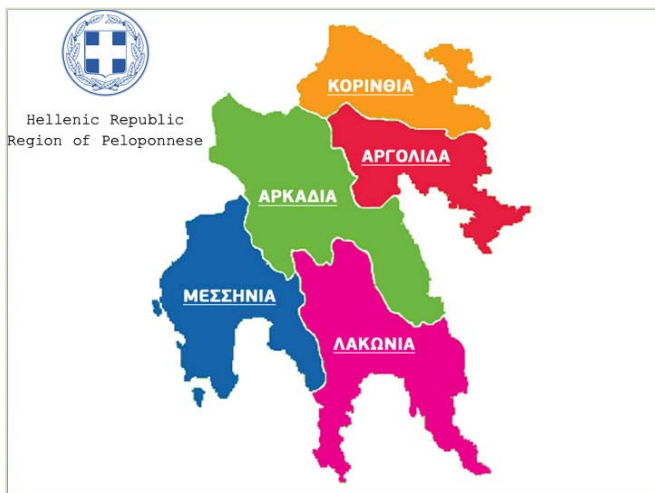 Hellenic Republic
Region of Peloponnese
ΚΟΡΙΝΘΙΑ
ΑΡΓΟΛΙΔΑ
ΑΡΚΑΔΙΑ
ΜΕΣΣΗΝΙΑ
ΛΑΚΩΝΙΑ